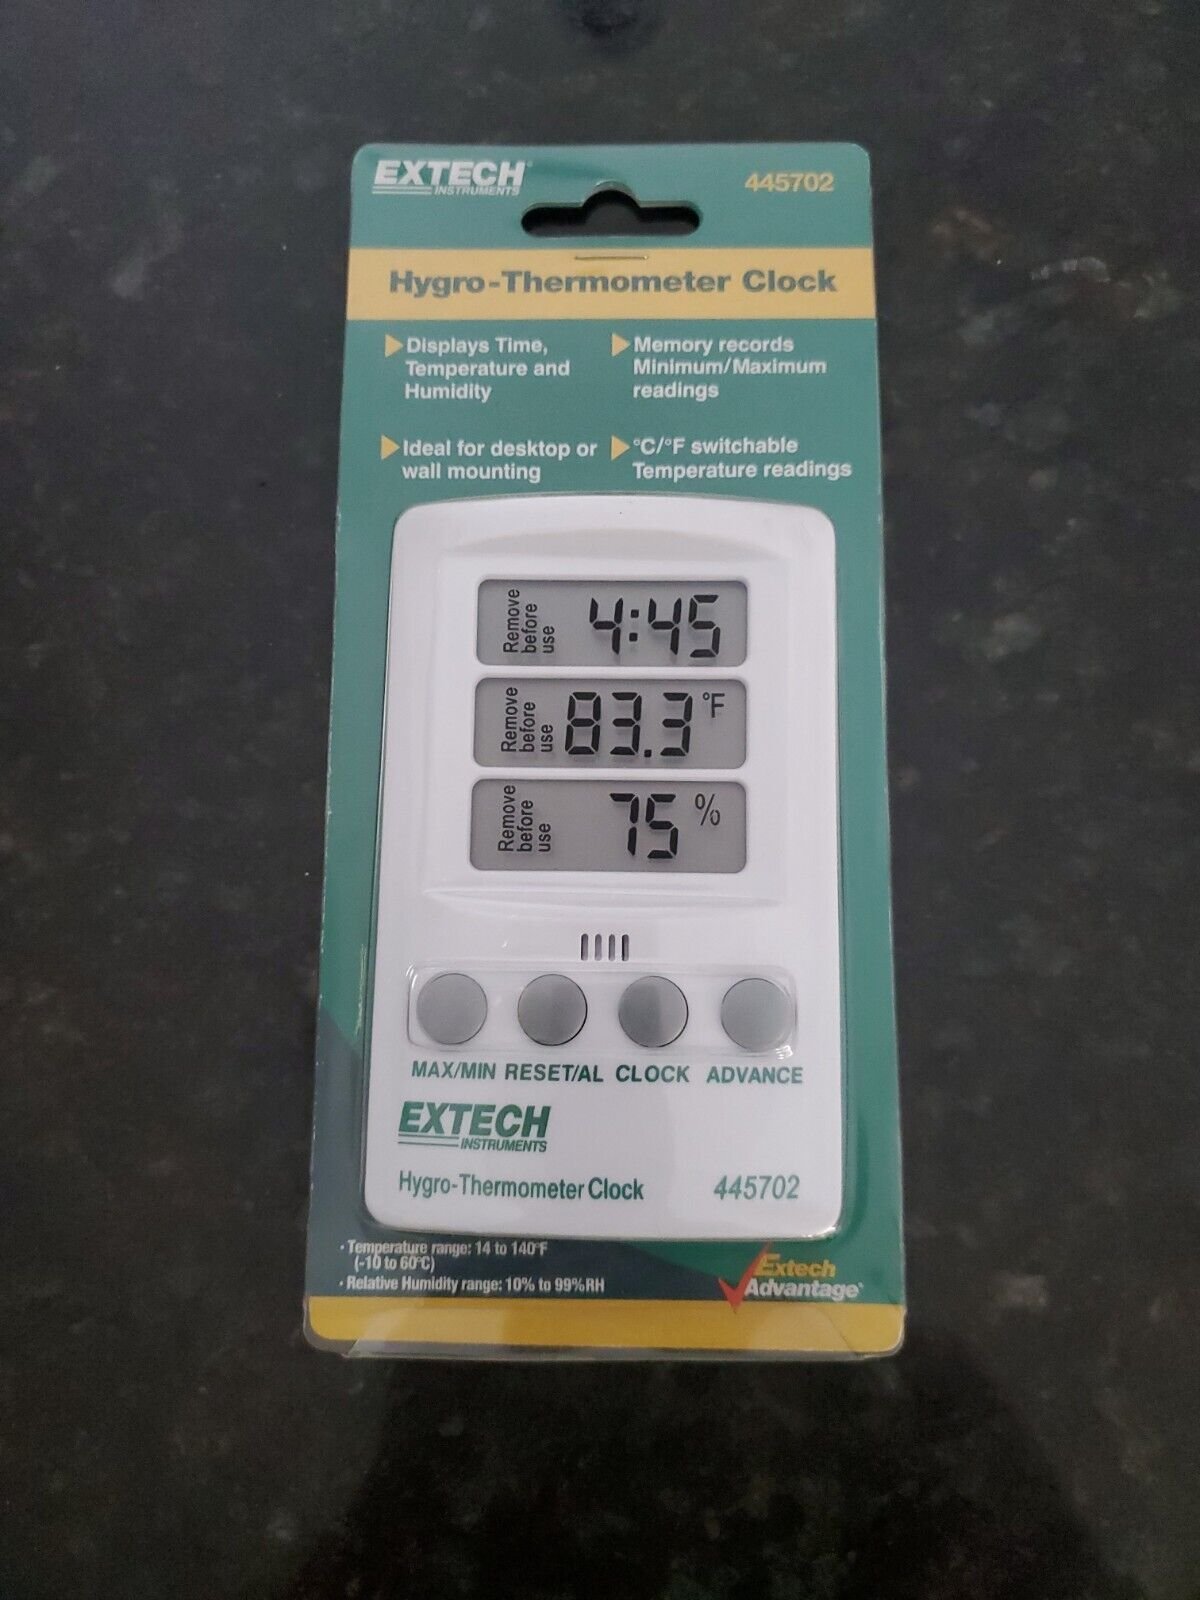 EXTECH
INSTRUMENTS
445702
Hygro-Thermometer Clock
Displays Time,
Temperature and
Humidity
Memory records
Minimum/Maximum
readings
Ideal for desktop or
wall mounting
°C/°F switchable
Temperature readings
Remove
before
use
4:45
Remove
before
use
83.3 °F
Remove
before
use
75 %
MAX/MIN RESET/AL CLOCK ADVANCE
EXTECH
INSTRUMENTS
Hygro-Thermometer Clock 445702
• Temperature range: 14 to 140°F
(-10 to 60°C)
• Relative Humidity range: 10% to 99%RH
Extech
Advantage